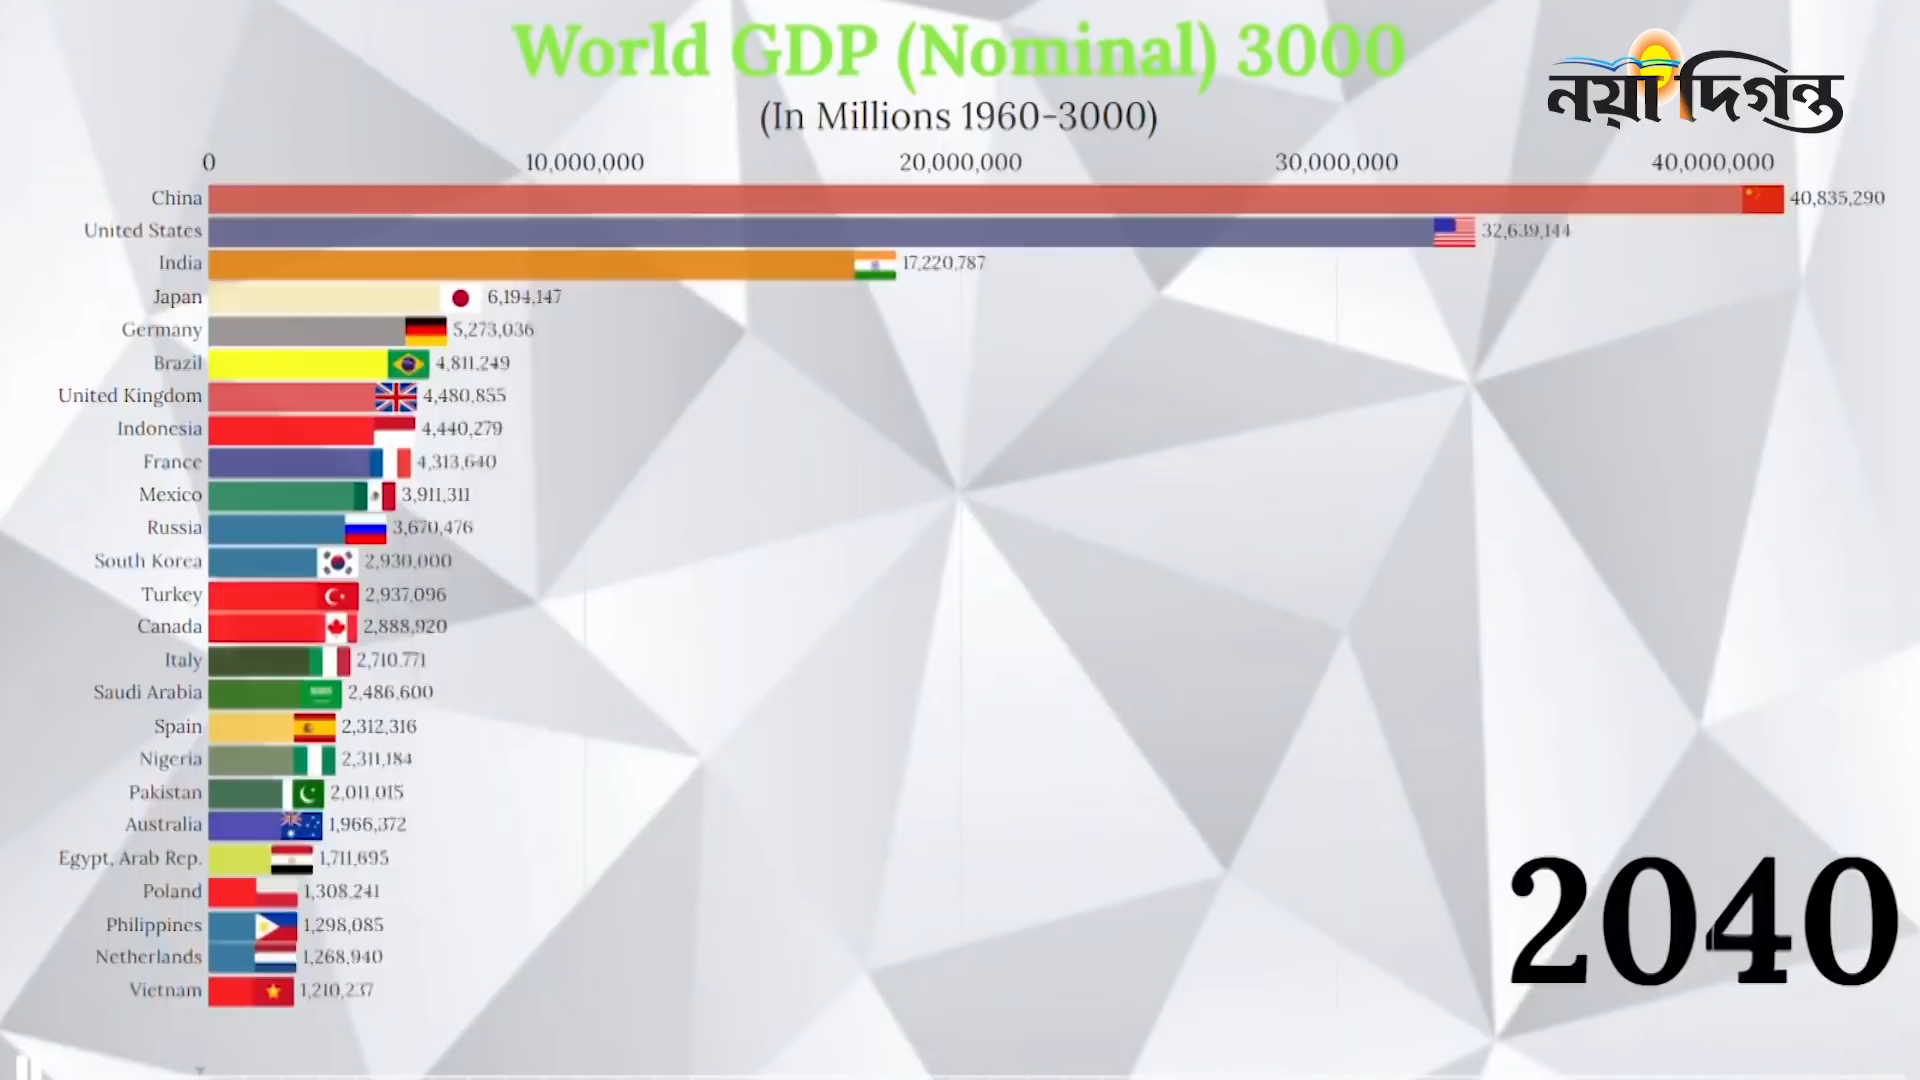 World GDP (Nominal) 3000
নয়া দিগন্ত
(In Millions 1960-3000)
0 10,000,000 20,000,000 30,000,000 40,000,000
China 40,835,290
United States 32,639,144
India 17,220,787
Japan 6,194,147
Germany 5,273,036
Brazil 4,811,249
United Kingdom 4,480,855
Indonesia 4,440,279
France 4,313,640
Mexico 3,911,311
Russia 3,670,476
South Korea 2,930,000
Turkey 2,937,096
Canada 2,888,920
Italy 2,710,771
Saudi Arabia 2,486,600
Spain 2,312,316
Nigeria 2,311,184
Pakistan 2,011,015
Australia 1,966,372
Egypt, Arab Rep. 1,711,695
Poland 1,308,241
Philippines 1,298,085
Netherlands 1,268,940
Vietnam 1,210,237
2040